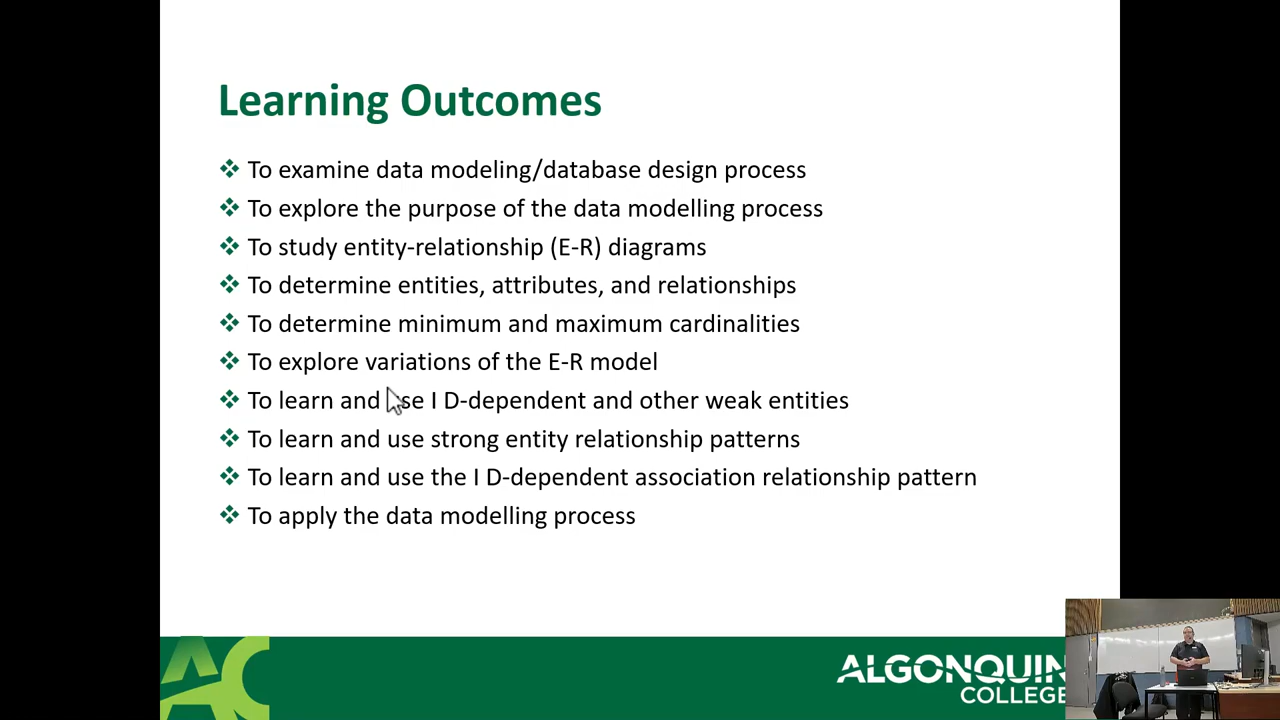 Learning Outcomes
To examine data modeling/database design process
To explore the purpose of the data modelling process
To study entity-relationship (E-R) diagrams
To determine entities, attributes, and relationships
To determine minimum and maximum cardinalities
To explore variations of the E-R model
To learn and use I D-dependent and other weak entities
To learn and use strong entity relationship patterns
To learn and use the I D-dependent association relationship pattern
To apply the data modelling process
AC
ALGONQUIN
COLLEGE